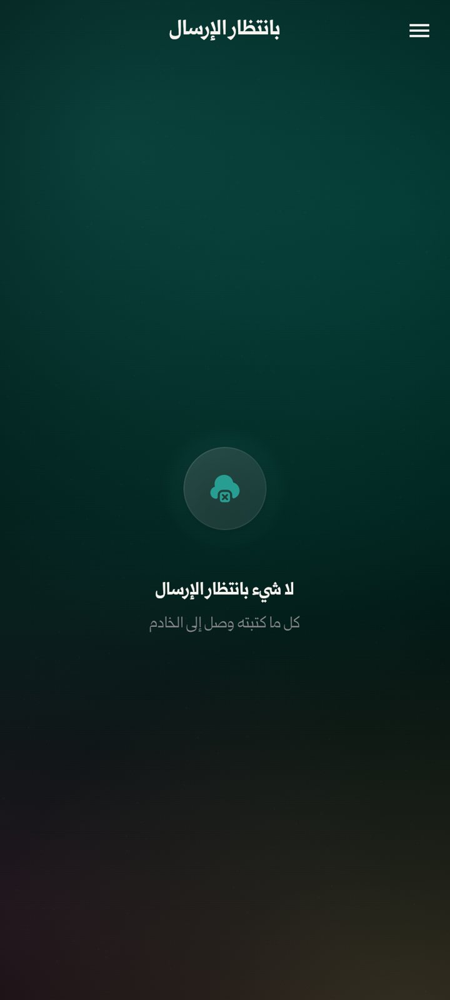 بانتظار الإرسال
لا شيء بانتظار الإرسال
كل ما كتبته وصل إلى الخادم